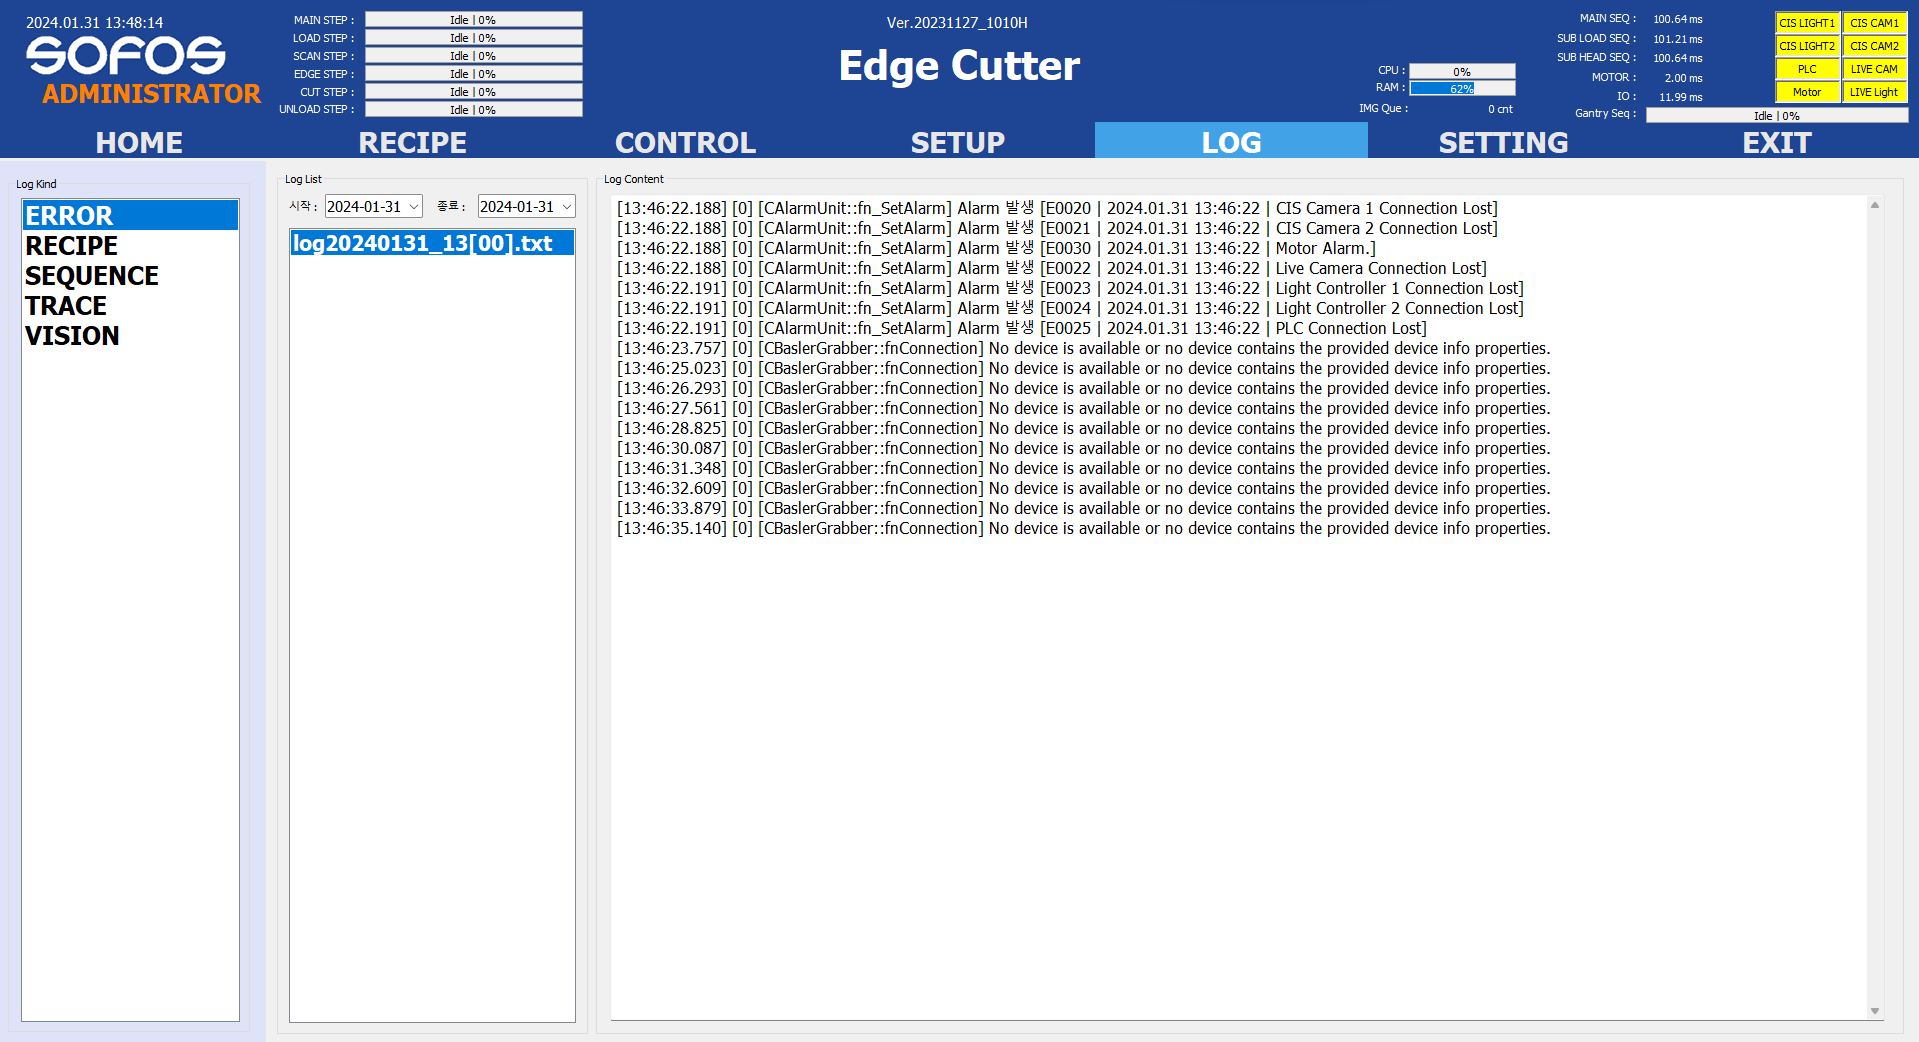 2024.01.31 13:48:14
SOFOS
ADMINISTRATOR
MAIN STEP : Idle | 0%
LOAD STEP : Idle | 0%
SCAN STEP : Idle | 0%
EDGE STEP : Idle | 0%
CUT STEP : Idle | 0%
UNLOAD STEP : Idle | 0%
Ver.20231127_1010H
Edge Cutter
CPU : 0%
RAM : 62%
IMG Que : 0 cnt
MAIN SEQ : 100.64 ms
SUB LOAD SEQ : 101.21 ms
SUB HEAD SEQ : 100.64 ms
MOTOR : 2.00 ms
IO : 11.99 ms
Gantry Seq : Idle | 0%
CIS LIGHT1 CIS CAM1
CIS LIGHT2 CIS CAM2
PLC LIVE CAM
Motor LIVE Light
HOME RECIPE CONTROL SETUP LOG SETTING EXIT
Log Kind
ERROR
RECIPE
SEQUENCE
TRACE
VISION
Log List
시작 : 2024-01-31 종료 : 2024-01-31
log20240131_13[00].txt
Log Content
[13:46:22.188] [0] [CAlarmUnit::fn_SetAlarm] Alarm 발생 [E0020 | 2024.01.31 13:46:22 | CIS Camera 1 Connection Lost]
[13:46:22.188] [0] [CAlarmUnit::fn_SetAlarm] Alarm 발생 [E0021 | 2024.01.31 13:46:22 | CIS Camera 2 Connection Lost]
[13:46:22.188] [0] [CAlarmUnit::fn_SetAlarm] Alarm 발생 [E0030 | 2024.01.31 13:46:22 | Motor Alarm.]
[13:46:22.188] [0] [CAlarmUnit::fn_SetAlarm] Alarm 발생 [E0022 | 2024.01.31 13:46:22 | Live Camera Connection Lost]
[13:46:22.191] [0] [CAlarmUnit::fn_SetAlarm] Alarm 발생 [E0023 | 2024.01.31 13:46:22 | Light Controller 1 Connection Lost]
[13:46:22.191] [0] [CAlarmUnit::fn_SetAlarm] Alarm 발생 [E0024 | 2024.01.31 13:46:22 | Light Controller 2 Connection Lost]
[13:46:22.191] [0] [CAlarmUnit::fn_SetAlarm] Alarm 발생 [E0025 | 2024.01.31 13:46:22 | PLC Connection Lost]
[13:46:23.757] [0] [CBaslerGrabber::fnConnection] No device is available or no device contains the provided device info properties.
[13:46:25.023] [0] [CBaslerGrabber::fnConnection] No device is available or no device contains the provided device info properties.
[13:46:26.293] [0] [CBaslerGrabber::fnConnection] No device is available or no device contains the provided device info properties.
[13:46:27.561] [0] [CBaslerGrabber::fnConnection] No device is available or no device contains the provided device info properties.
[13:46:28.825] [0] [CBaslerGrabber::fnConnection] No device is available or no device contains the provided device info properties.
[13:46:30.087] [0] [CBaslerGrabber::fnConnection] No device is available or no device contains the provided device info properties.
[13:46:31.348] [0] [CBaslerGrabber::fnConnection] No device is available or no device contains the provided device info properties.
[13:46:32.609] [0] [CBaslerGrabber::fnConnection] No device is available or no device contains the provided device info properties.
[13:46:33.879] [0] [CBaslerGrabber::fnConnection] No device is available or no device contains the provided device info properties.
[13:46:35.140] [0] [CBaslerGrabber::fnConnection] No device is available or no device contains the provided device info properties.